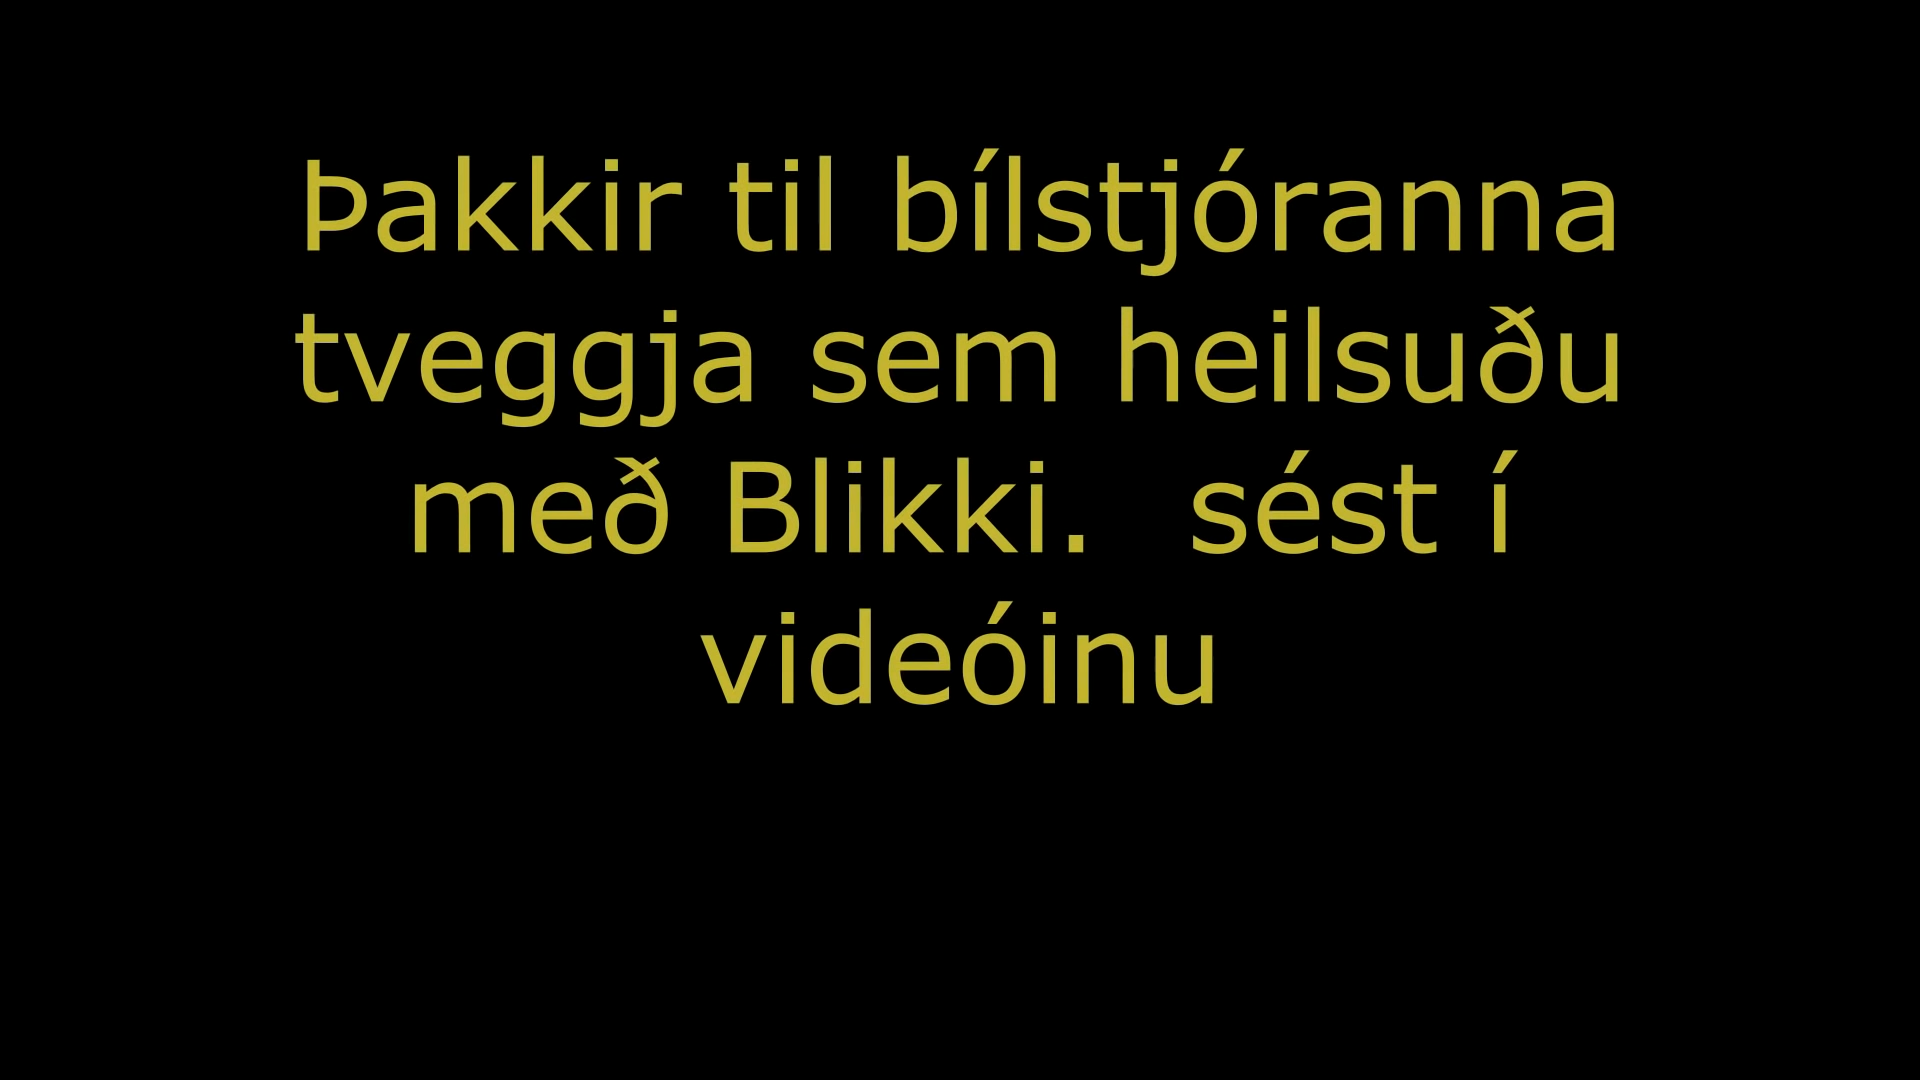 Þakkir til bílstjóranna
tveggja sem heilsuðu
með Blikki.  sést í
videóinu